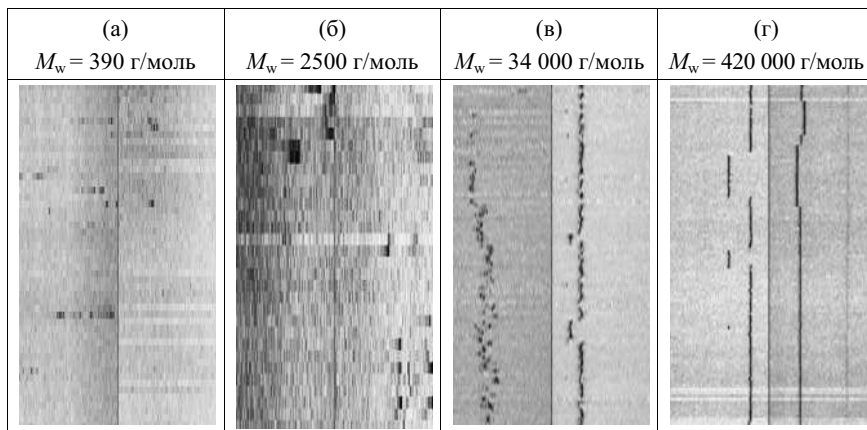 (а)
M_w = 390 г/моль
(б)
M_w = 2500 г/моль
(в)
M_w = 34 000 г/моль
(г)
M_w = 420 000 г/моль